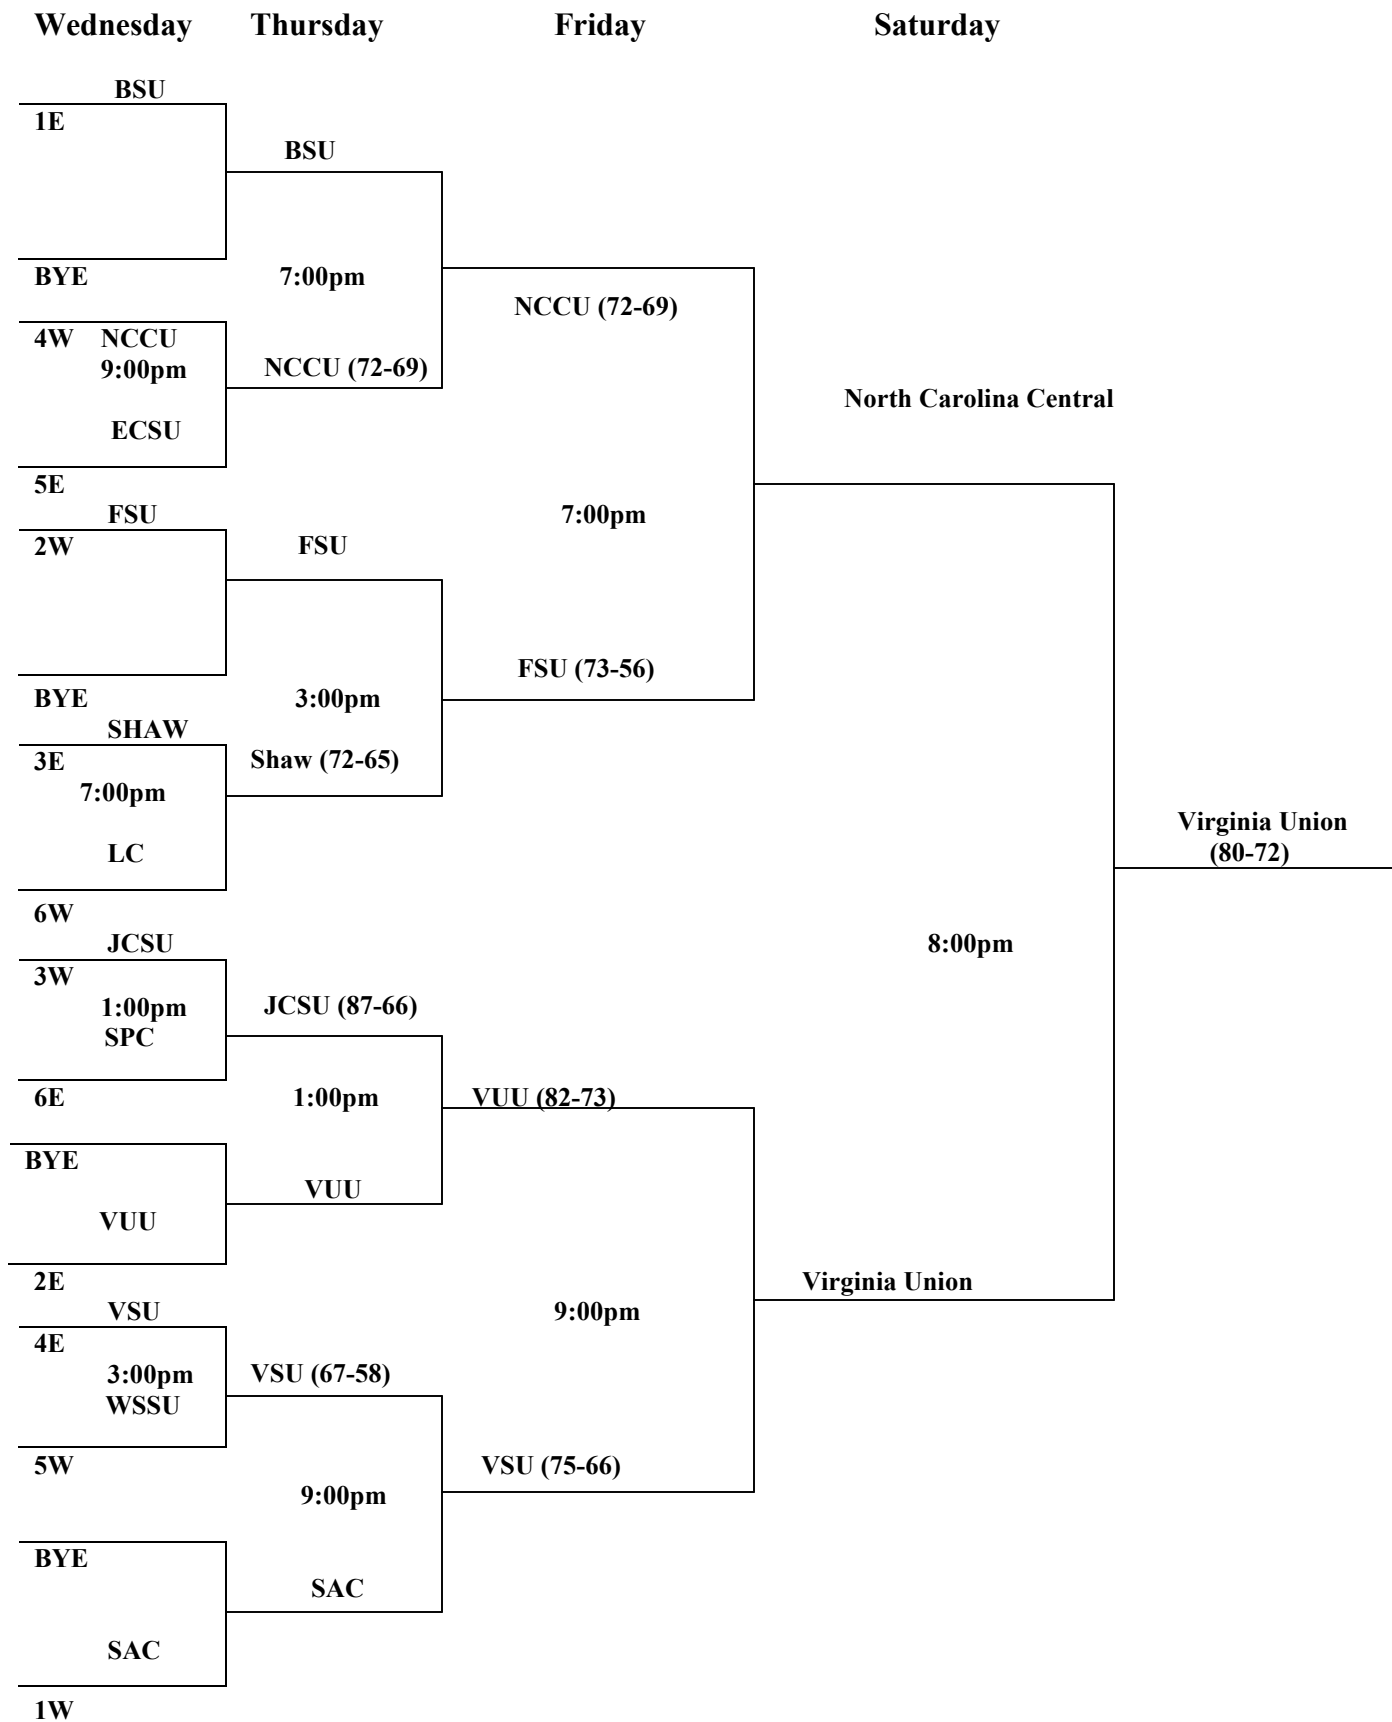 Wednesday Thursday Friday Saturday
BSU
1E
BSU
BYE 7:00pm
NCCU (72-69)
4W NCCU
9:00pm NCCU (72-69)
North Carolina Central
ECSU
5E
FSU 7:00pm
2W FSU
FSU (73-56)
BYE 3:00pm
SHAW
3E Shaw (72-65)
7:00pm
Virginia Union
LC (80-72)
6W
JCSU 8:00pm
3W
1:00pm JCSU (87-66)
SPC
6E 1:00pm VUU (82-73)
BYE
VUU
VUU
2E Virginia Union
VSU 9:00pm
4E
3:00pm VSU (67-58)
WSSU
5W VSU (75-66)
9:00pm
BYE
SAC
SAC
1W